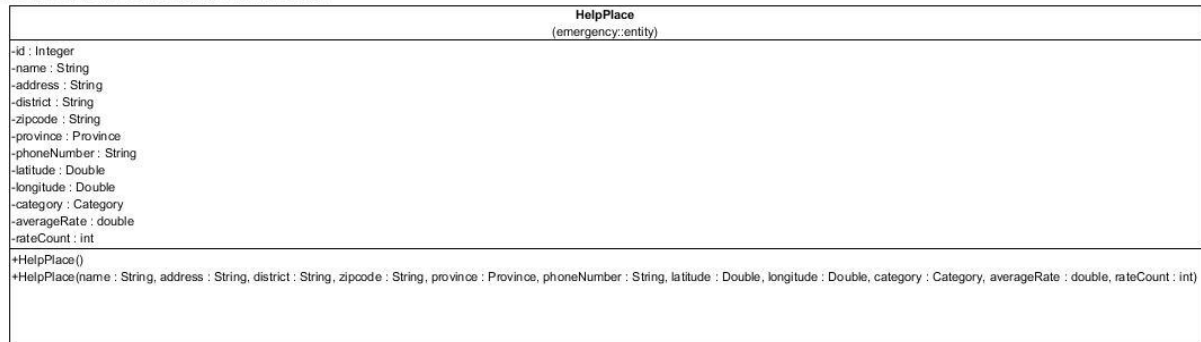 HelpPlace
(emergency::entity)
-id : Integer
-name : String
-address : String
-district : String
-zipcode : String
-province : Province
-phoneNumber : String
-latitude : Double
-longitude : Double
-category : Category
-averageRate : double
-rateCount : int
+HelpPlace()
+HelpPlace(name : String, address : String, district : String, zipcode : String, province : Province, phoneNumber : String, latitude : Double, longitude : Double, category : Category, averageRate : double, rateCount : int)